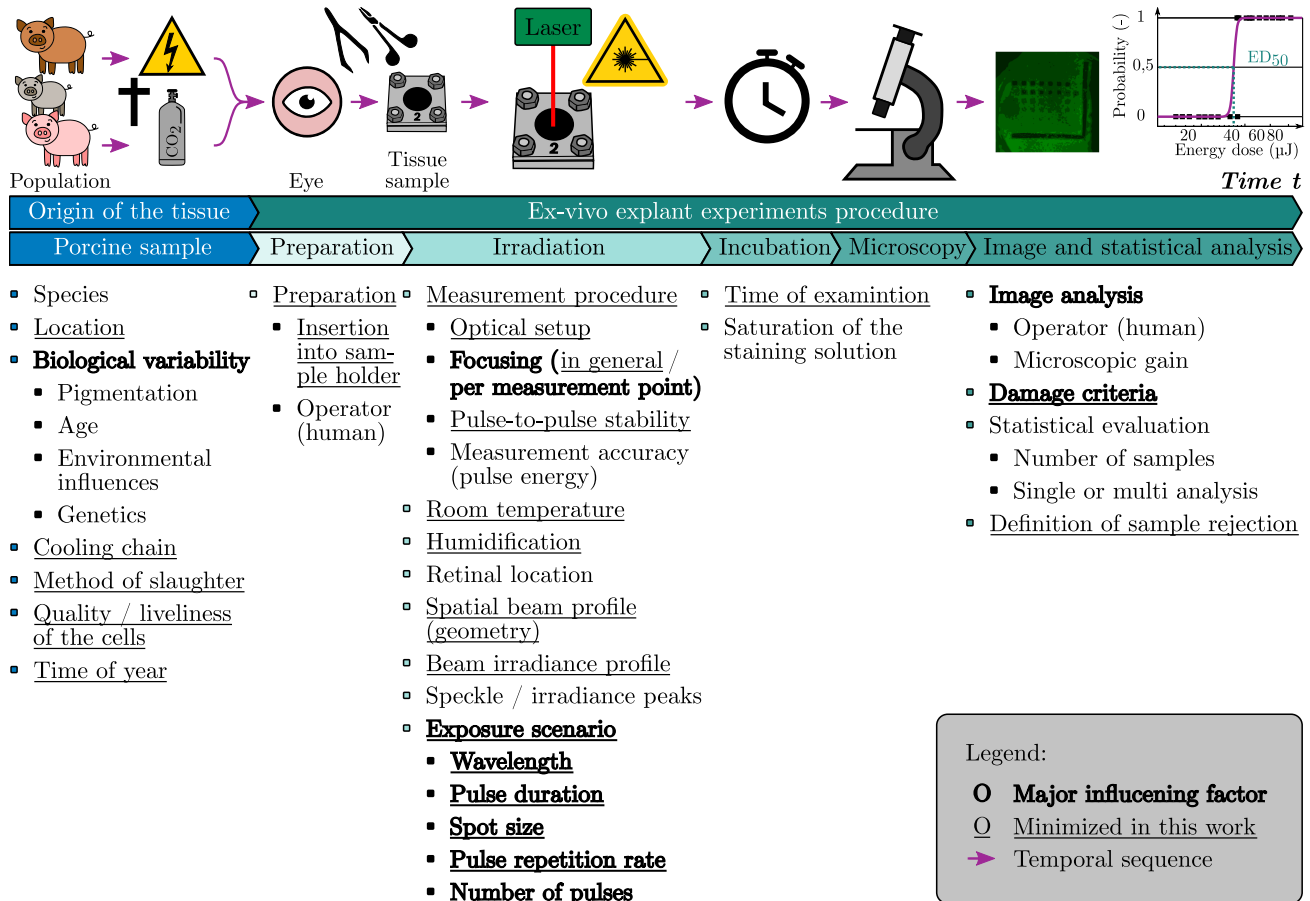 Laser
CO2
2
2
Population
Eye
Tissue
sample
Probability (-)
1
0,5
0
ED50
20
40
60
80
Energy dose (µJ)
Time t
Origin of the tissue
Ex-vivo explant experiments procedure
Porcine sample
Preparation
Irradiation
Incubation
Microscopy
Image and statistical analysis
Species
Location
Biological variability
Pigmentation
Age
Environmental
influences
Genetics
Cooling chain
Method of slaughter
Quality / liveliness
of the cells
Time of year
Preparation
Insertion
into sam-
ple holder
Operator
(human)
Measurement procedure
Optical setup
Focusing (in general /
per measurement point)
Pulse-to-pulse stability
Measurement accuracy
(pulse energy)
Room temperature
Humidification
Retinal location
Spatial beam profile
(geometry)
Beam irradiance profile
Speckle / irradiance peaks
Exposure scenario
Wavelength
Pulse duration
Spot size
Pulse repetition rate
Number of pulses
Time of examintion
Saturation of the
staining solution
Image analysis
Operator (human)
Microscopic gain
Damage criteria
Statistical evaluation
Number of samples
Single or multi analysis
Definition of sample rejection
Legend:
O Major influcening factor
O Minimized in this work
Temporal sequence